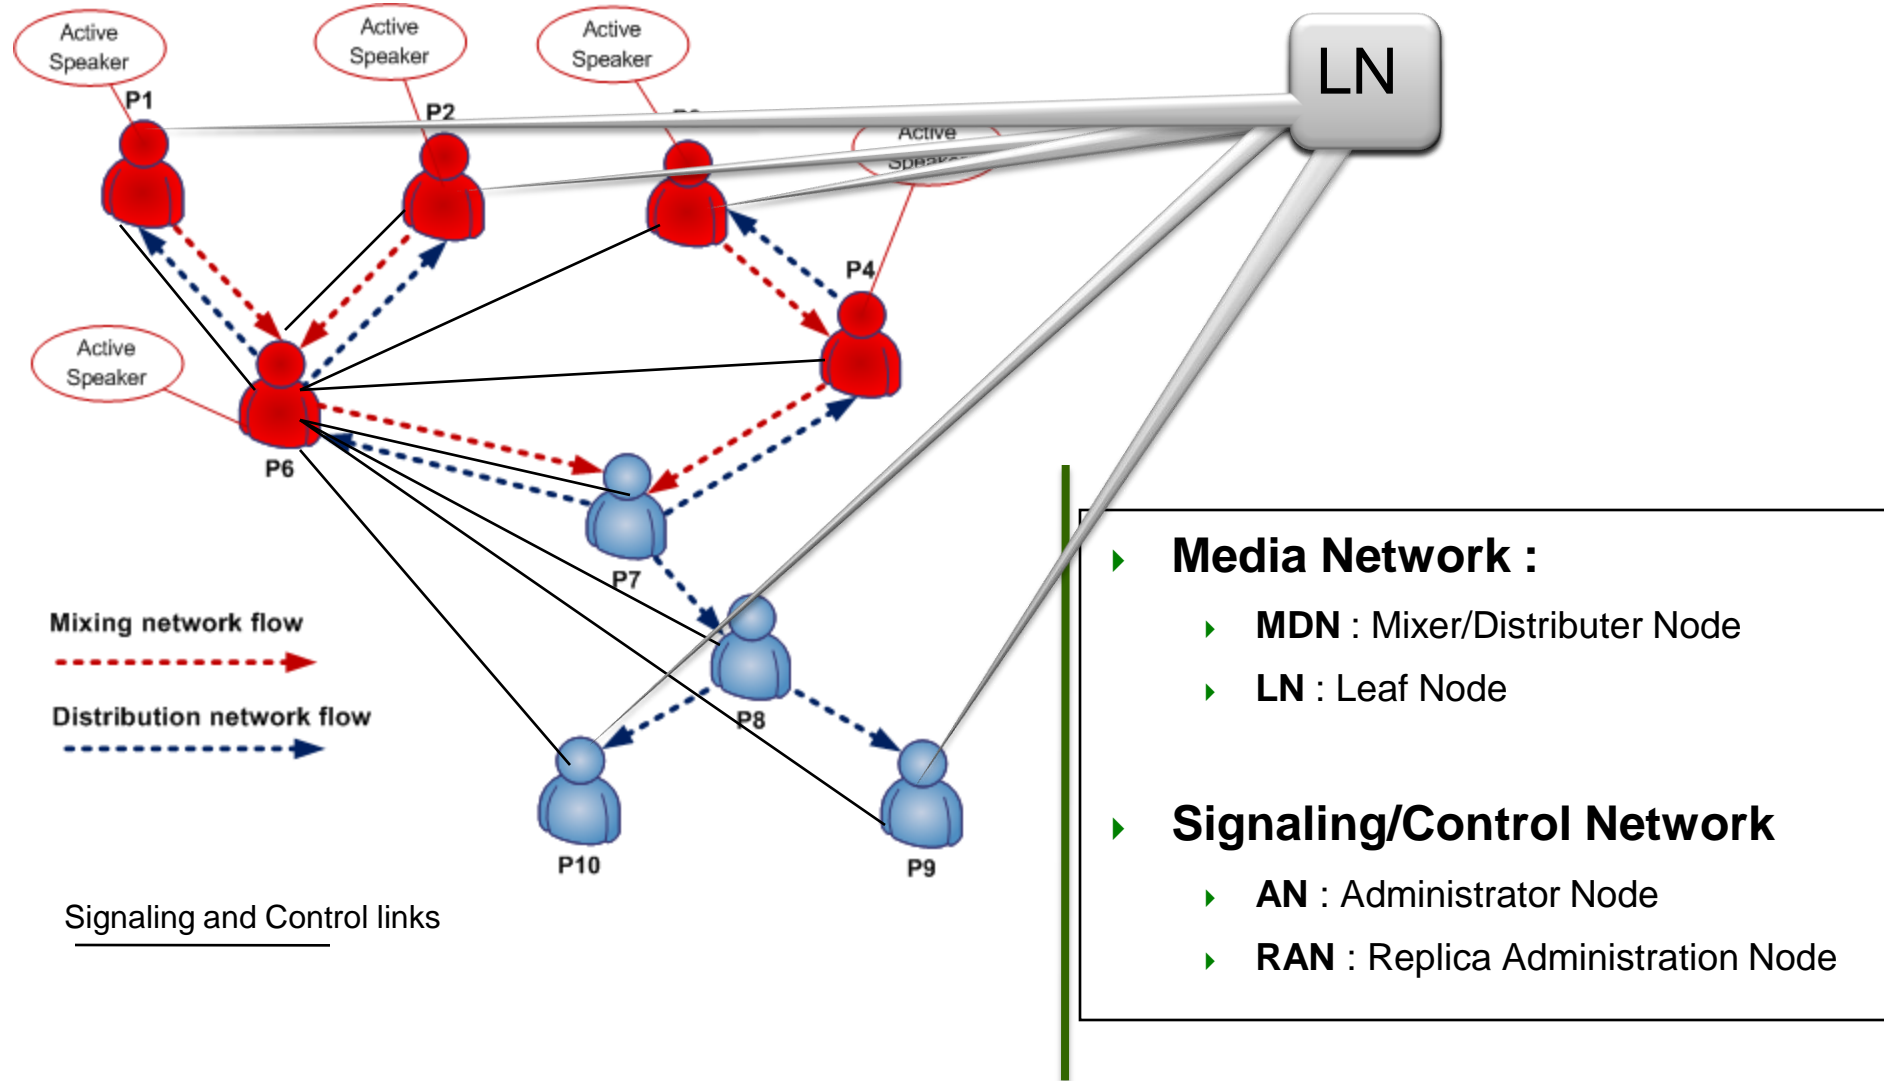 Active
Speaker
Active
Speaker
Active
Speaker
LN
P1
P2
Active
P4
Active
Speaker
P6
P7
Media Network :
MDN : Mixer/Distributer Node
LN : Leaf Node
Mixing network flow
Distribution network flow
P8
Signaling/Control Network
P10
P9
AN : Administrator Node
Signaling and Control links
RAN : Replica Administration Node